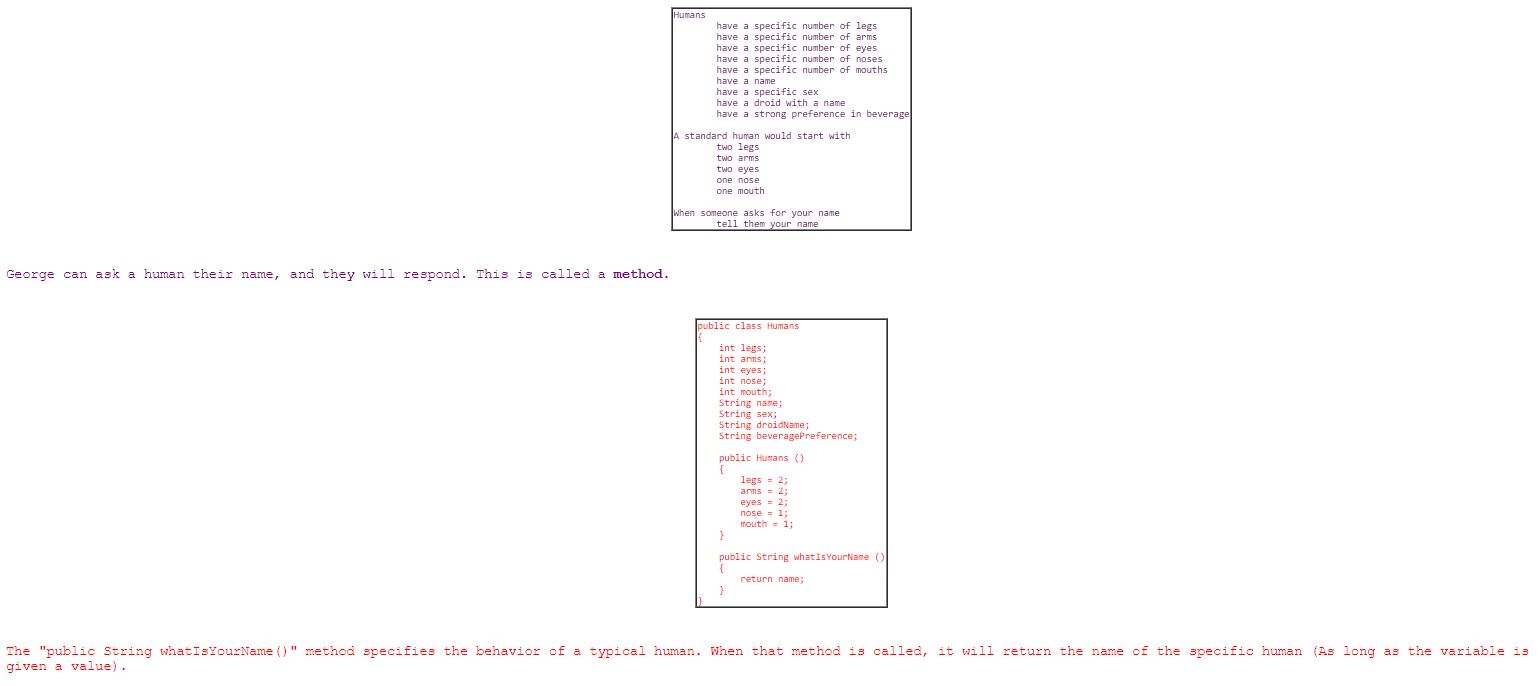 Humans
have a specific number of legs
have a specific number of arms
have a specific number of eyes
have a specific number of noses
have a specific number of mouths
have a name
have a specific sex
have a droid with a name
have a strong preference in beverage
A standard human would start with
two legs
two arms
two eyes
one nose
one mouth
When someone asks for your name
tell them your name
George can ask a human their name, and they will respond. This is called a method.
public class Humans
{
int legs;
int arms;
int eyes;
int nose;
int mouth;
String name;
String sex;
String droidName;
String beveragePreference;
public Humans ()
{
legs = 2;
arms = 2;
eyes = 2;
nose = 1;
mouth = 1;
}
public String whatIsYourName ()
{
return name;
}
}
The "public String whatIsYourName()" method specifies the behavior of a typical human. When that method is called, it will return the name of the specific human (As long as the variable is
given a value).